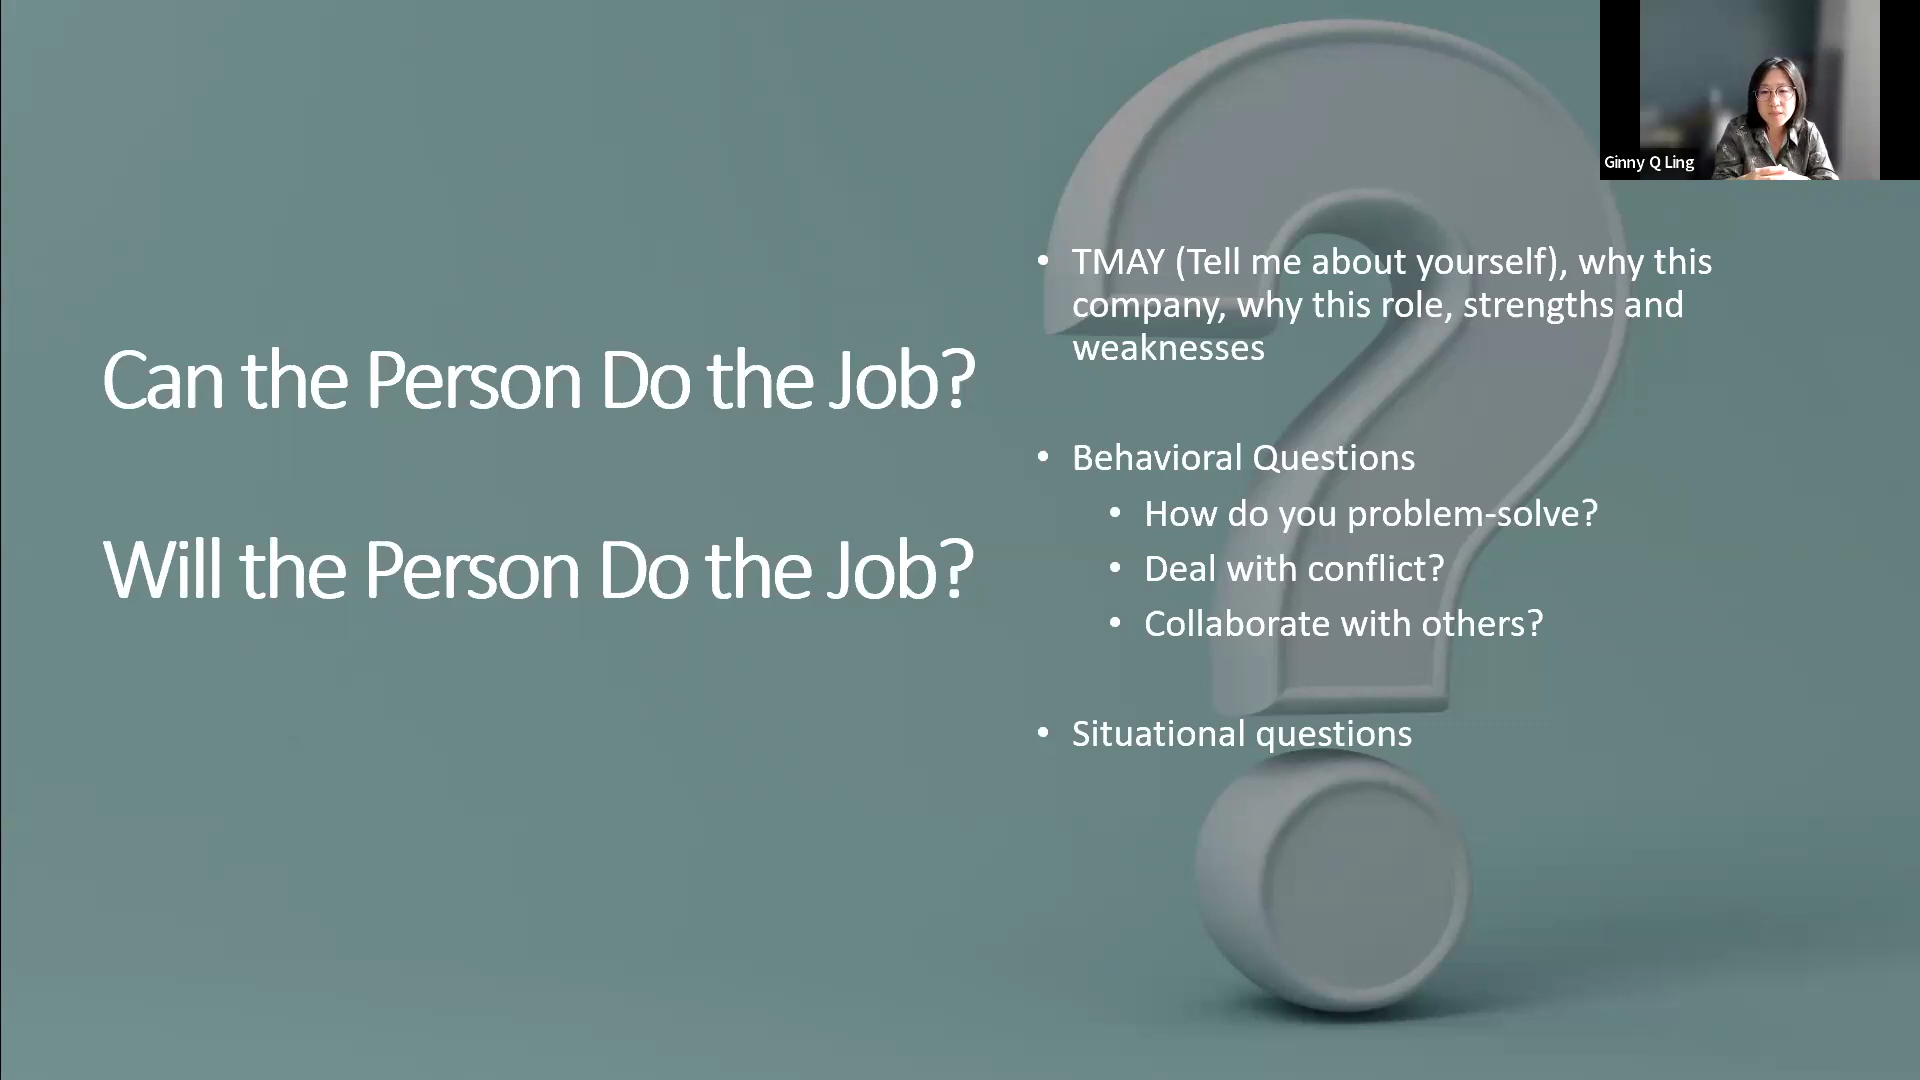 Can the Person Do the Job?
Will the Person Do the Job?
• TMAY (Tell me about yourself), why this
company, why this role, strengths and
weaknesses
• Behavioral Questions
• How do you problem-solve?
• Deal with conflict?
• Collaborate with others?
• Situational questions
Ginny Q Ling